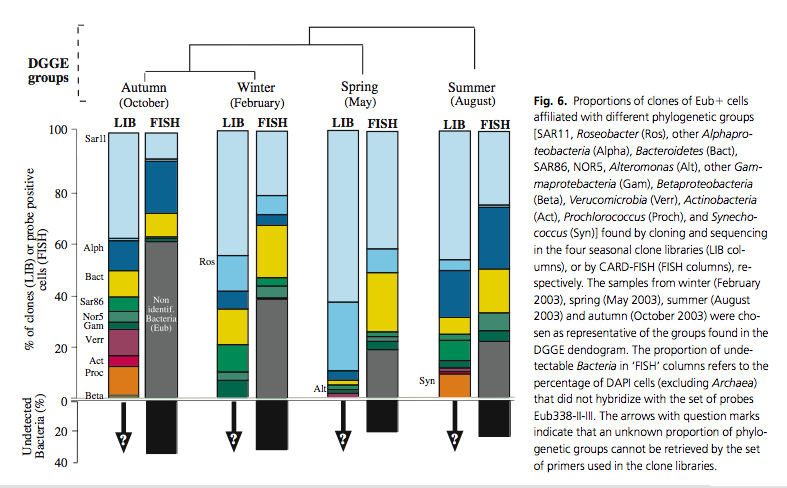 DGGE
groups
Autumn
(October)
Winter
(February)
Spring
(May)
Summer
(August)
LIB FISH
LIB FISH
LIB FISH
LIB FISH
% of clones (LIB) or probe positive
cells (FISH)
100
80
60
40
20
0
Sar11
Alph
Bact
Sar86
Nor5
Gam
Verr
Act
Proc
Beta
Non
identif.
Bacteria
(Eub)
Ros
Alt
Syn
Undetected
Bacteria (%)
20
40
?
?
?
?
Fig. 6. Proportions of clones of Eub+ cells
affiliated with different phylogenetic groups
[SAR11, Roseobacter (Ros), other Alphapro-
teobacteria (Alpha), Bacteroidetes (Bact),
SAR86, NOR5, Alteromonas (Alt), other Gam-
maprotebacteria (Gam), Betaproteobacteria
(Beta), Verucomicrobia (Verr), Actinobacteria
(Act), Prochlorococcus (Proch), and Synecho-
coccus (Syn)] found by cloning and sequencing
in the four seasonal clone libraries (LIB col-
umns), or by CARD-FISH (FISH columns), re-
spectively. The samples from winter (February
2003), spring (May 2003), summer (August
2003) and autumn (October 2003) were cho-
sen as representative of the groups found in the
DGGE dendogram. The proportion of unde-
tectable Bacteria in ‘FISH’ columns refers to the
percentage of DAPI cells (excluding Archaea)
that did not hybridize with the set of probes
Eub338-II-III. The arrows with question marks
indicate that an unknown proportion of phylo-
genetic groups cannot be retrieved by the set
of primers used in the clone libraries.